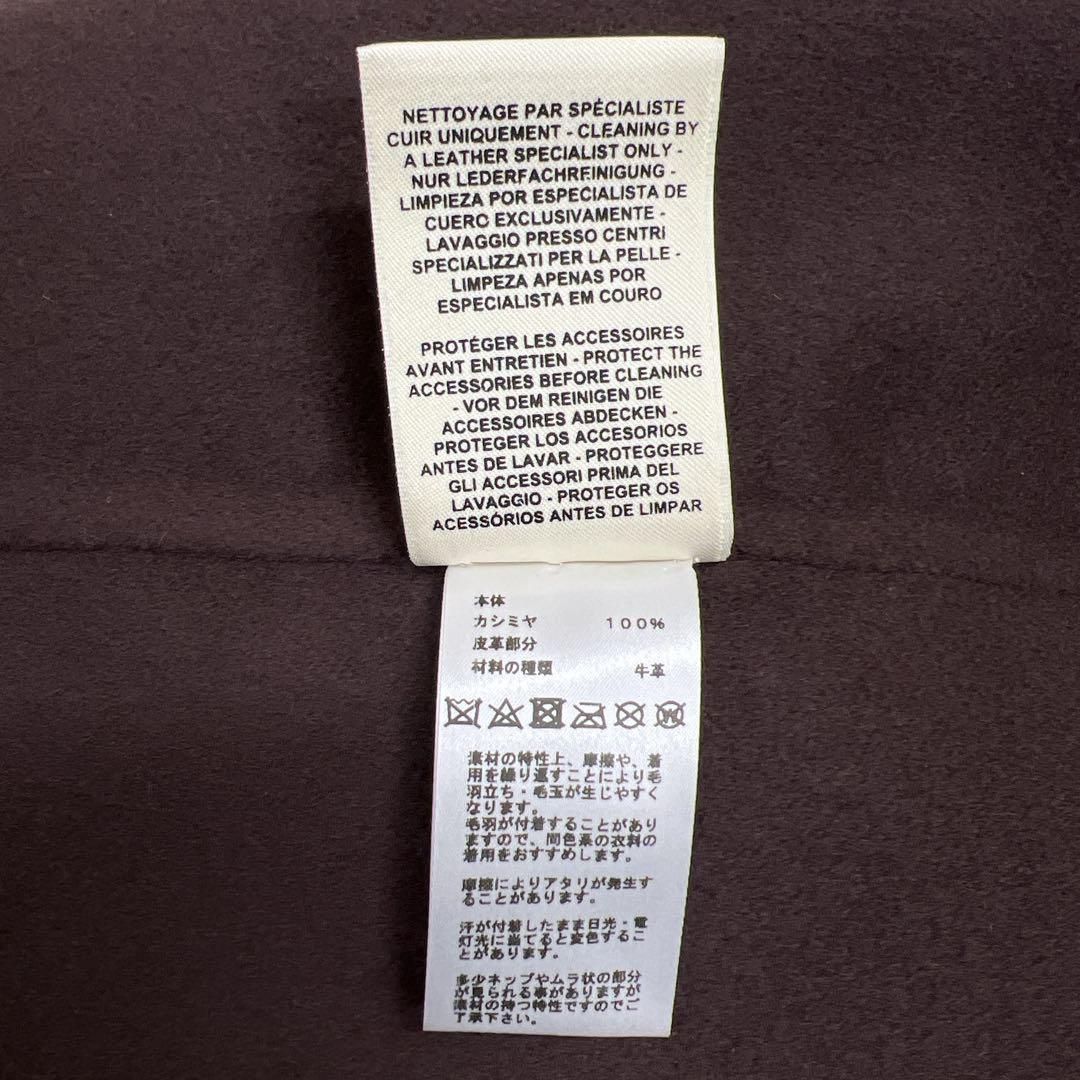 NETTOYAGE PAR SPÉCIALISTE
CUIR UNIQUEMENT - CLEANING BY
A LEATHER SPECIALIST ONLY -
NUR LEDERFACHREINIGUNG -
LIMPIEZA POR ESPECIALISTA DE
CUERO EXCLUSIVAMENTE -
LAVAGGIO PRESSO CENTRI
SPECIALIZZATI PER LA PELLE -
LIMPEZA APENAS POR
ESPECIALISTA EM COURO
PROTÉGER LES ACCESSOIRES
AVANT ENTRETIEN - PROTECT THE
ACCESSORIES BEFORE CLEANING
- VOR DEM REINIGEN DIE
ACCESSOIRES ABDECKEN -
PROTEGER LOS ACCESORIOS
ANTES DE LAVAR - PROTEGGERE
GLI ACCESSORI PRIMA DEL
LAVAGGIO - PROTEGER OS
ACESSÓRIOS ANTES DE LIMPAR
本体
カシミヤ 100%
皮革部分
材料の種類 牛革
W
素材の特性上、摩擦や、着
用を繰り返すことにより毛
羽立ち・毛玉が生じやすく
なります。
毛羽が付着することがあり
ますので、同色系の衣料の
着用をおすすめします。
摩擦によりアタリが発生す
ることがあります。
汗が付着したまま日光・電
灯光に当てると変色するこ
とがあります。
多少ネップやムラ状の部分
が見られる事がありますが
素材の持つ特性ですのでご
了承下さい。